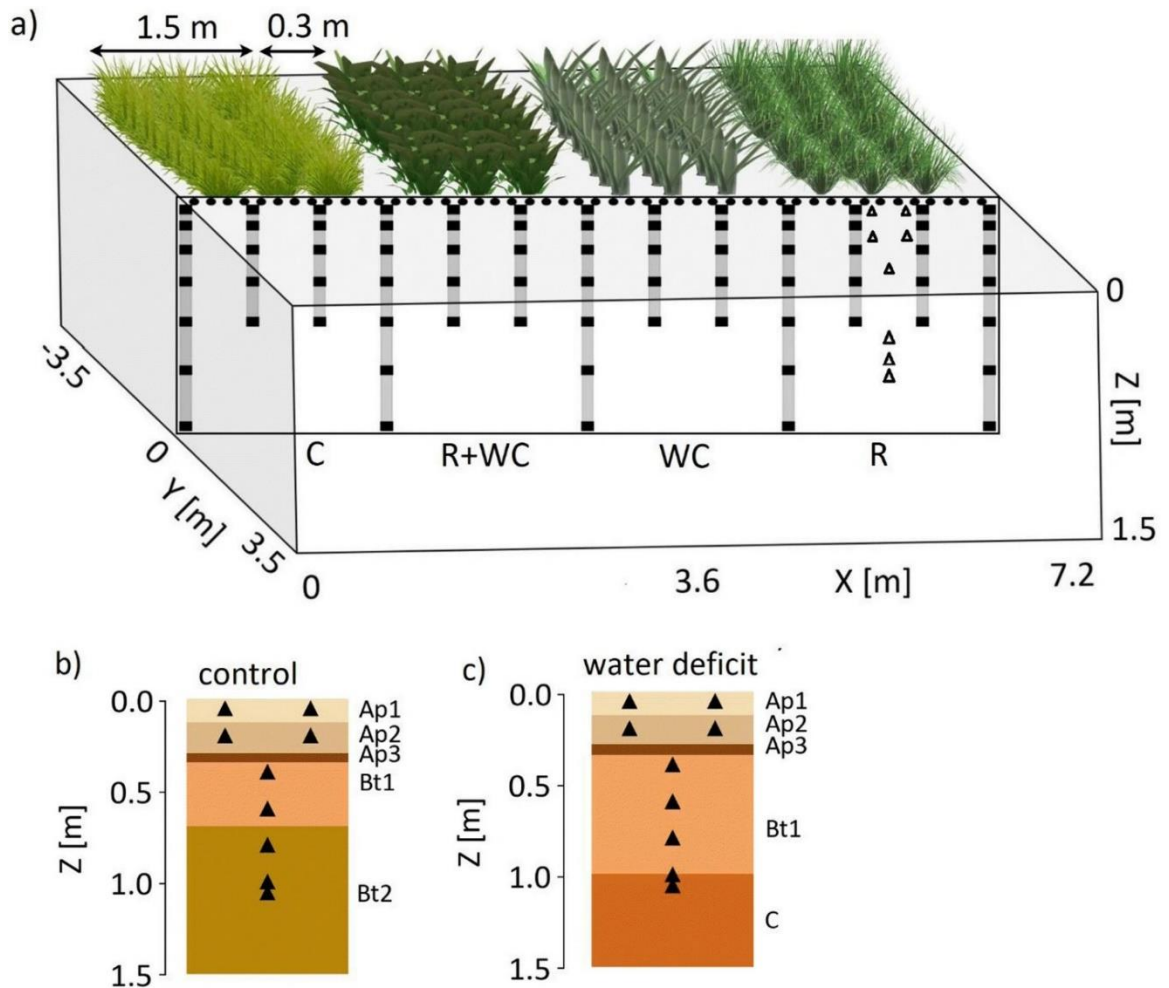 a)
1.5 m
0.3 m
0
-3.5
Z [m]
0
C
R+WC
WC
R
Y [m]
3.5
1.5
0
3.6
X [m]
7.2
b)
control
c)
water deficit
0.0
Ap1
Ap2
Ap3
Bt1
0.5
Z [m]
1.0
Bt2
1.5
0.0
Ap1
Ap2
Ap3
0.5
Z [m]
Bt1
1.0
C
1.5